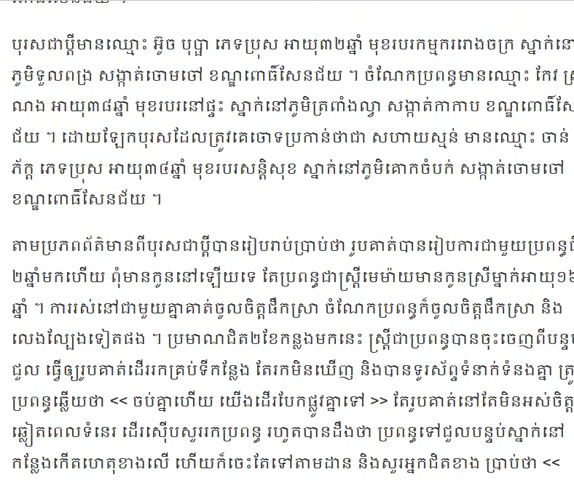 បុរសជាប្ដីមានឈ្មោះ អ៊ូច បុប្ផា ភេទប្រុស អាយុ៣២ឆ្នាំ មុខរបរកម្មកររោងចក្រ ស្នាក់នៅ
ភូមិទួលពង្រ សង្កាត់ចោមចៅ ខណ្ឌពោធិ៍សែនជ័យ ។ ចំណែកប្រពន្ធមានឈ្មោះ កែវ
ណង អាយុ៣៨ឆ្នាំ មុខរបរនៅផ្ទះ ស្នាក់នៅភូមិត្រពាំងល្វា សង្កាត់កាកាប ខណ្ឌពោធិ៍សែ
ជ័យ ។ ដោយឡែកបុរសដែលត្រូវគេចោទប្រកាន់ថាជា សហាយស្មន់ មានឈ្មោះ ចាន់
ភ័ក្ត ភេទប្រុស អាយុ៣៤ឆ្នាំ មុខរបរសន្តិសុខ ស្នាក់នៅភូមិគោកចំបក់ សង្កាត់ចោមចៅ
ខណ្ឌពោធិ៍សែនជ័យ ។
តាមប្រភពព័ត៌មានពីបុរសជាប្ដីបានរៀបរាប់ប្រាប់ថា រូបគាត់បានរៀបការជាមួយប្រពន្ធ
២ឆ្នាំមកហើយ ពុំមានកូននៅឡើយទេ តែប្រពន្ធជាស្ត្រីមេម៉ាយមានកូនស្រីម្នាក់អាយុ១៦
ឆ្នាំ ។ ការរស់នៅជាមួយគ្នាគាត់ចូលចិត្តផឹកស្រា ចំណែកប្រពន្ធក៏ចូលចិត្តផឹកស្រា និង
លេងល្បែងទៀតផង ។ ប្រមាណជិត២ខែកន្លងមកនេះ ស្ត្រីជាប្រពន្ធបានចុះចេញពីបន្ទប់
ជួល ធ្វើឲ្យរូបគាត់ដើររកគ្រប់ទីកន្លែង តែរកមិនឃើញ និងបានទូរស័ព្ទទំនាក់ទំនងគ្នា ត្រូ
ប្រពន្ធឆ្លើយថា << ចប់គ្នាហើយ យើងដើរបែកផ្លូវគ្នាទៅ >> តែរូបគាត់នៅតែមិនអស់ចិត្ត
ឆ្លៀតពេលទំនេរ ដើរស៊ើបសួររកប្រពន្ធ រហូតបានដឹងថា ប្រពន្ធទៅជួលបន្ទប់ស្នាក់នៅ
កន្លែងកើតហេតុខាងលើ ហើយក៏ចេះតែទៅតាមដាន និងសួរអ្នកជិតខាង ប្រាប់ថា <<